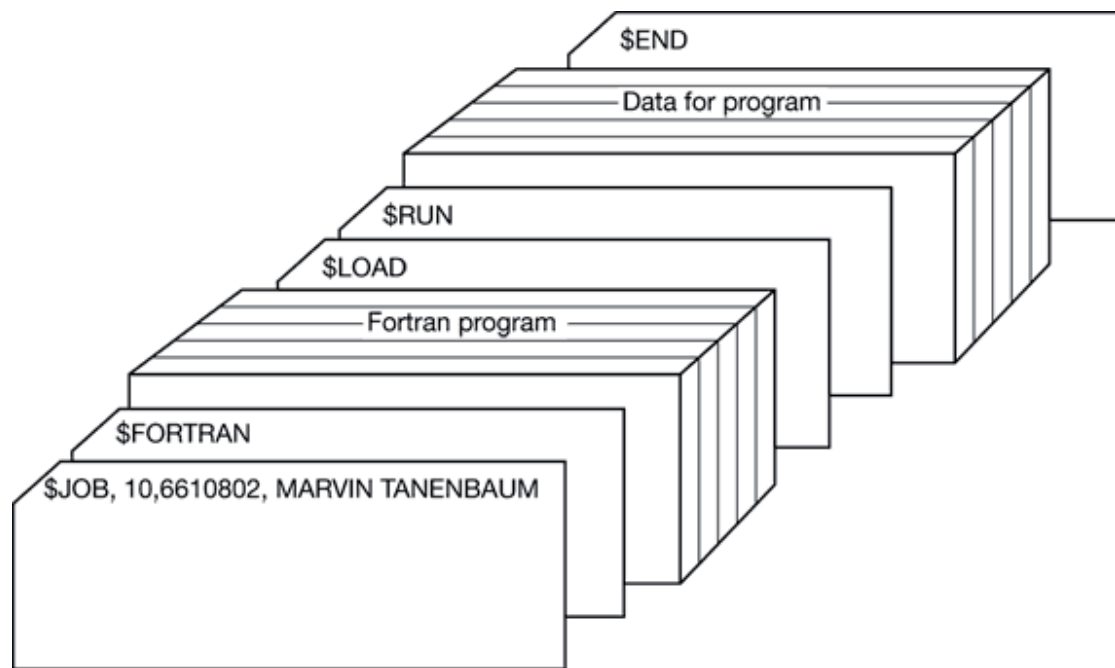 $END
Data for program
$RUN
$LOAD
Fortran program
$FORTRAN
$JOB, 10,6610802, MARVIN TANENBAUM